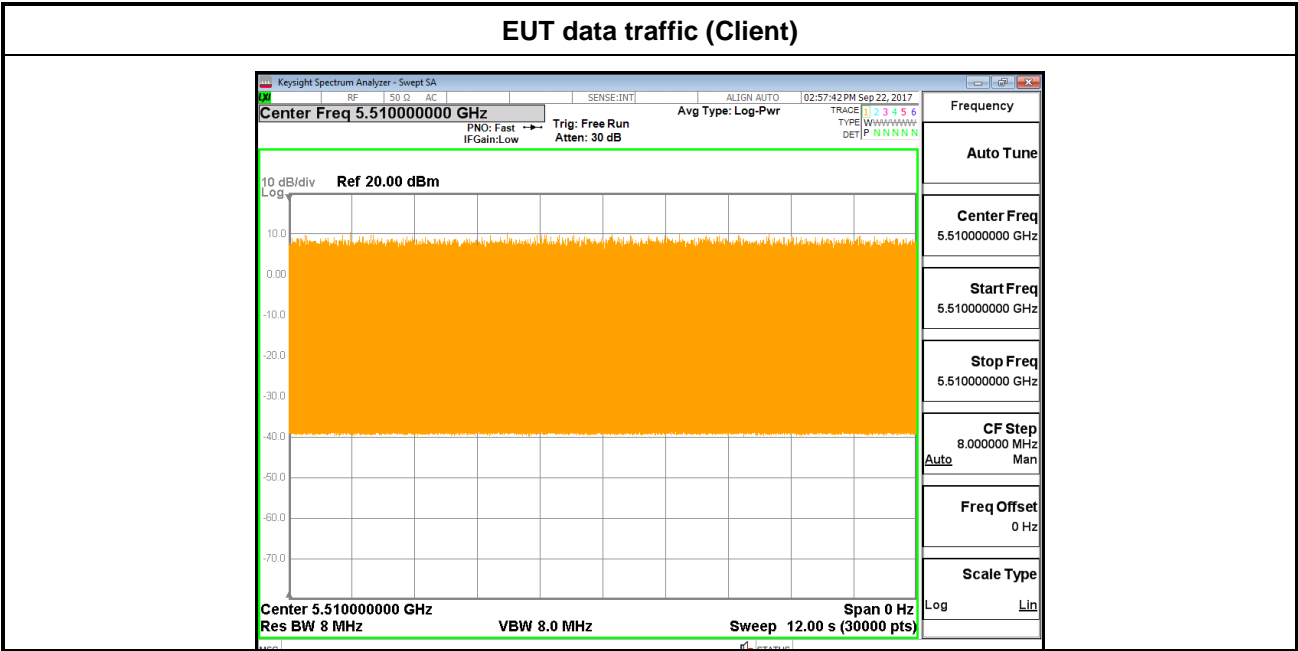 EUT data traffic (Client)
Keysight Spectrum Analyzer - Swept SA
LXI RF 50 Ω AC SENSE:INT ALIGN AUTO 02:57:42 PM Sep 22, 2017
Center Freq 5.510000000 GHz
PNO: Fast
IFGain:Low
Trig: Free Run
Atten: 30 dB
Avg Type: Log-Pwr
TRACE 1 2 3 4 5 6
TYPE WWWWWW
DET P N N N N N
10 dB/div Ref 20.00 dBm
Log
10.0
0.00
-10.0
-20.0
-30.0
-40.0
-50.0
-60.0
-70.0
Center 5.510000000 GHz Span 0 Hz
Res BW 8 MHz VBW 8.0 MHz Sweep 12.00 s (30000 pts)
MSG STATUS
Frequency
Auto Tune
Center Freq
5.510000000 GHz
Start Freq
5.510000000 GHz
Stop Freq
5.510000000 GHz
CF Step
8.000000 MHz
Auto Man
Freq Offset
0 Hz
Scale Type
Log Lin